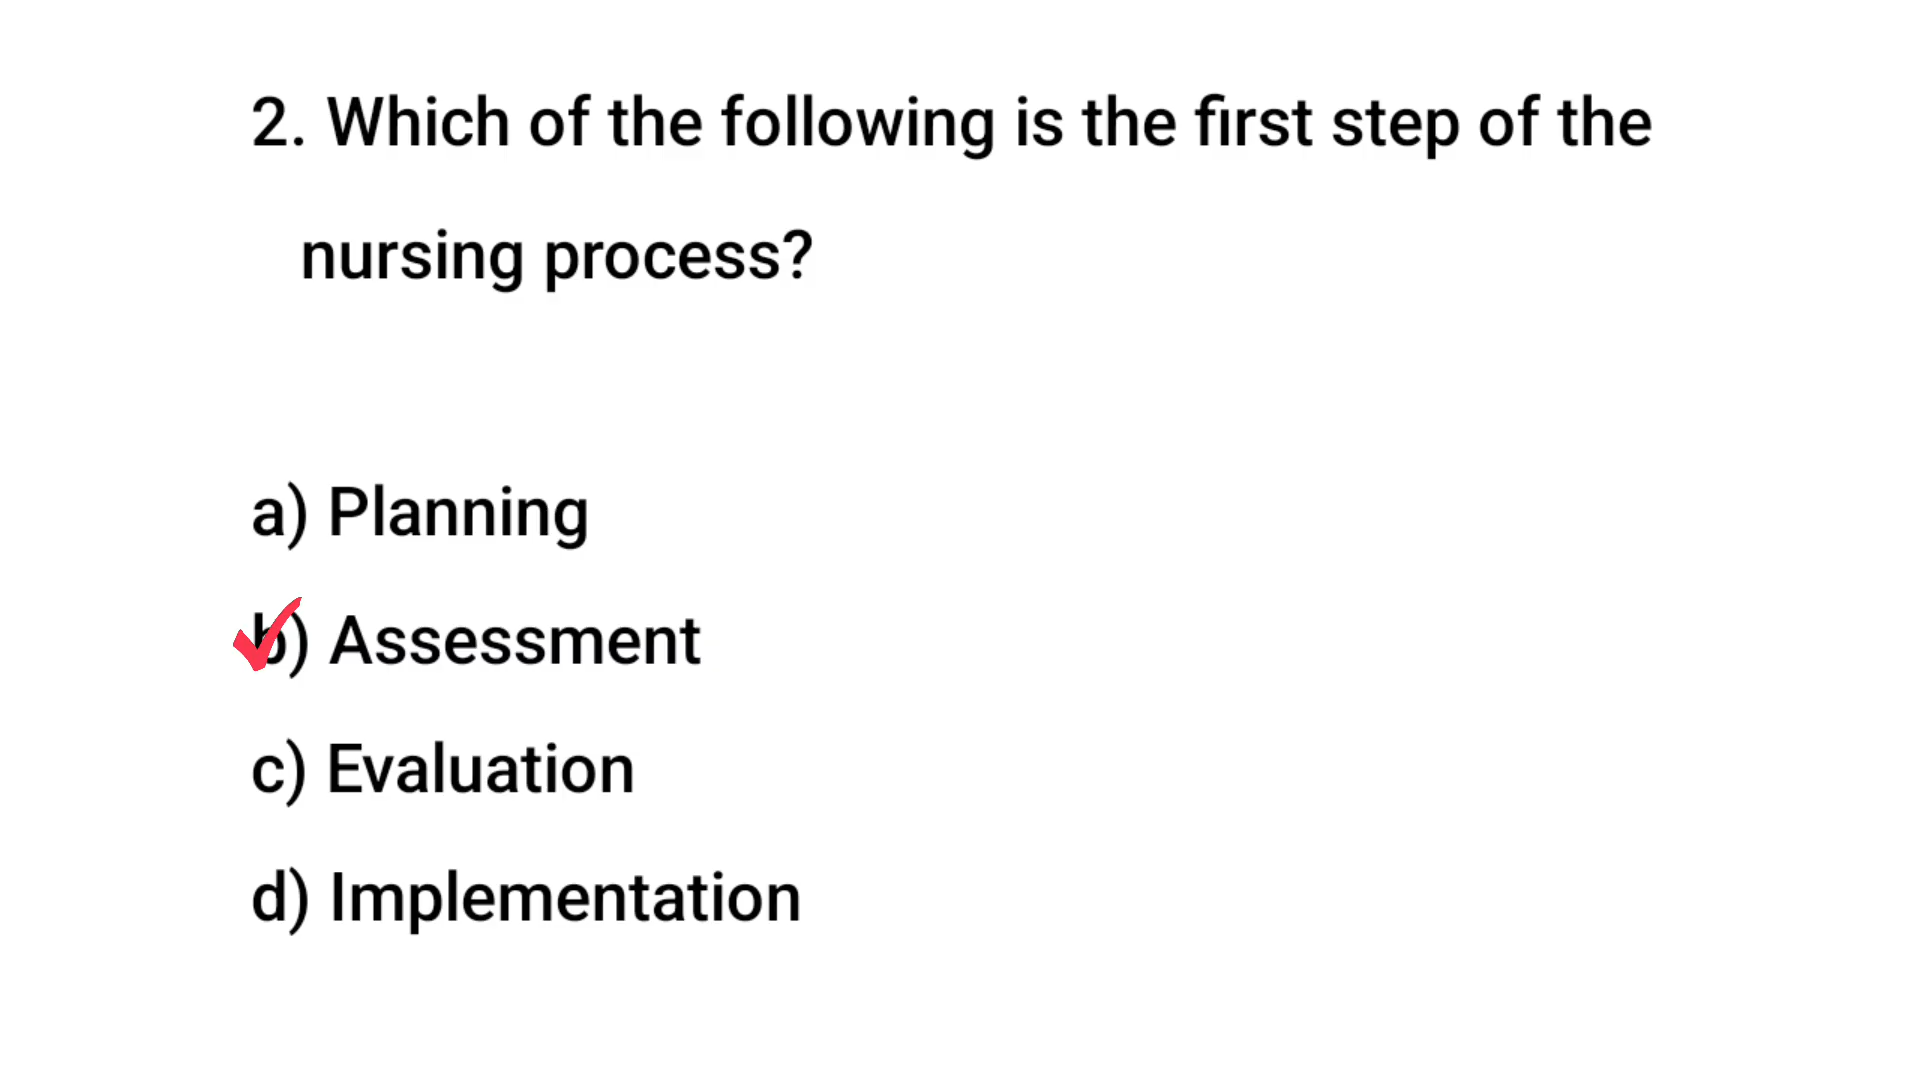 2. Which of the following is the first step of the
nursing process?
a) Planning
b) Assessment
c) Evaluation
d) Implementation